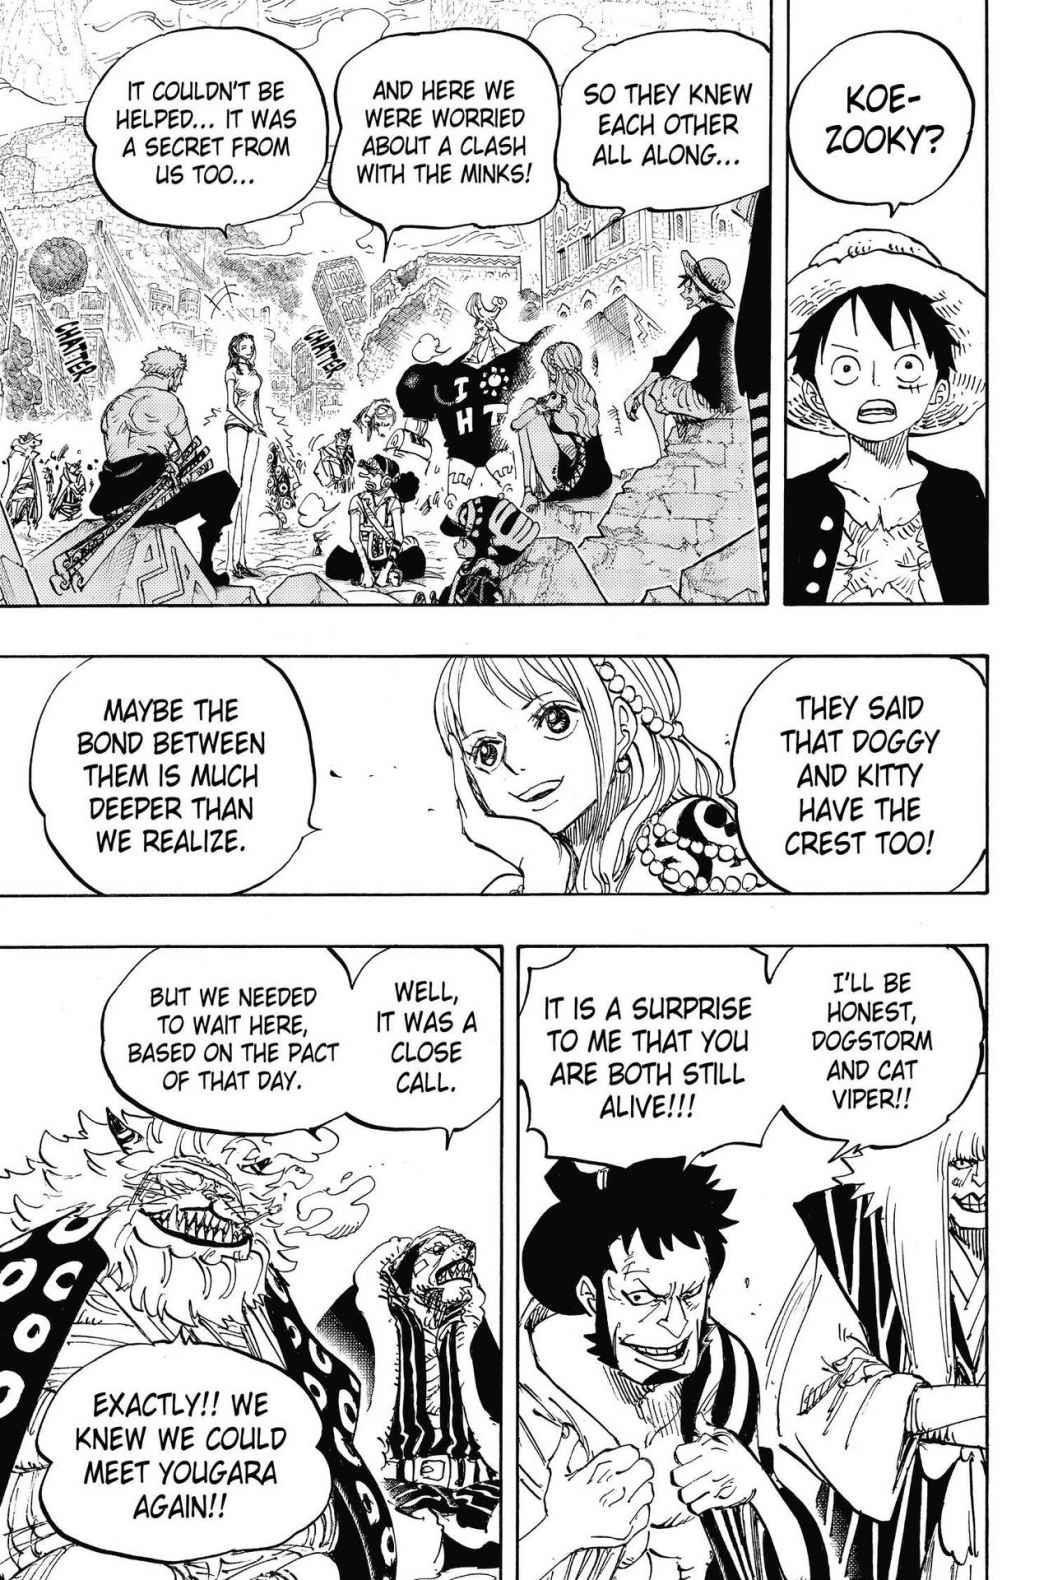 KOE-
ZOOKY?
SO THEY KNEW
EACH OTHER
ALL ALONG...
AND HERE WE
WERE WORRIED
ABOUT A CLASH
WITH THE MINKS!
IT COULDN'T BE
HELPED... IT WAS
A SECRET FROM
US TOO...
CHATTER
CHATTER
I
H T
THEY SAID
THAT DOGGY
AND KITTY
HAVE THE
CREST TOO!
MAYBE THE
BOND BETWEEN
THEM IS MUCH
DEEPER THAN
WE REALIZE.
I'LL BE
HONEST,
DOGSTORM
AND CAT
VIPER!!
IT IS A SURPRISE
TO ME THAT YOU
ARE BOTH STILL
ALIVE!!!
WELL,
IT WAS A
CLOSE
CALL.
BUT WE NEEDED
TO WAIT HERE,
BASED ON THE PACT
OF THAT DAY.
EXACTLY!! WE
KNEW WE COULD
MEET YOUGARA
AGAIN!!